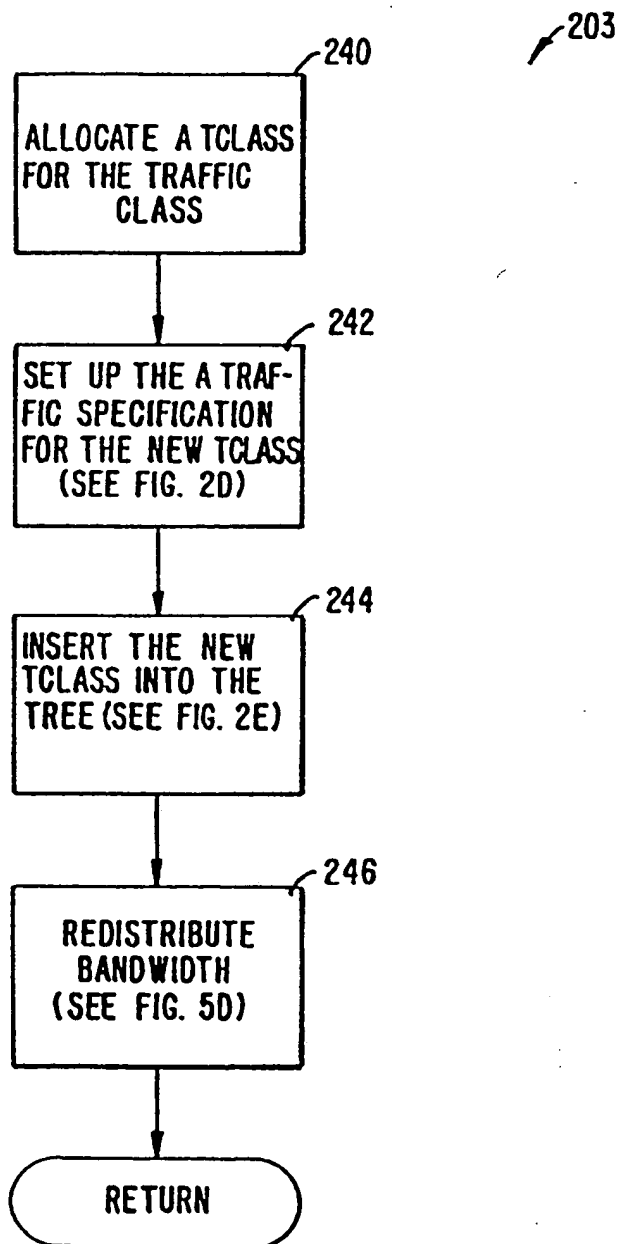 203
240
ALLOCATE A TCLASS
FOR THE TRAFFIC
CLASS
242
SET UP THE A TRAF-
FIC SPECIFICATION
FOR THE NEW TCLASS
(SEE FIG. 2D)
244
INSERT THE NEW
TCLASS INTO THE
TREE (SEE FIG. 2E)
246
REDISTRIBUTE
BANDWIDTH
(SEE FIG. 5D)
RETURN